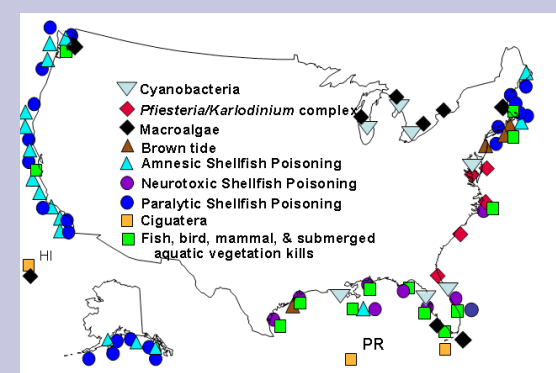 Cyanobacteria
Pfiesteria/Karlodinium complex
Macroalgae
Brown tide
Amnesic Shellfish Poisoning
Neurotoxic Shellfish Poisoning
Paralytic Shellfish Poisoning
Ciguatera
Fish, bird, mammal, & submerged
aquatic vegetation kills
HI
PR